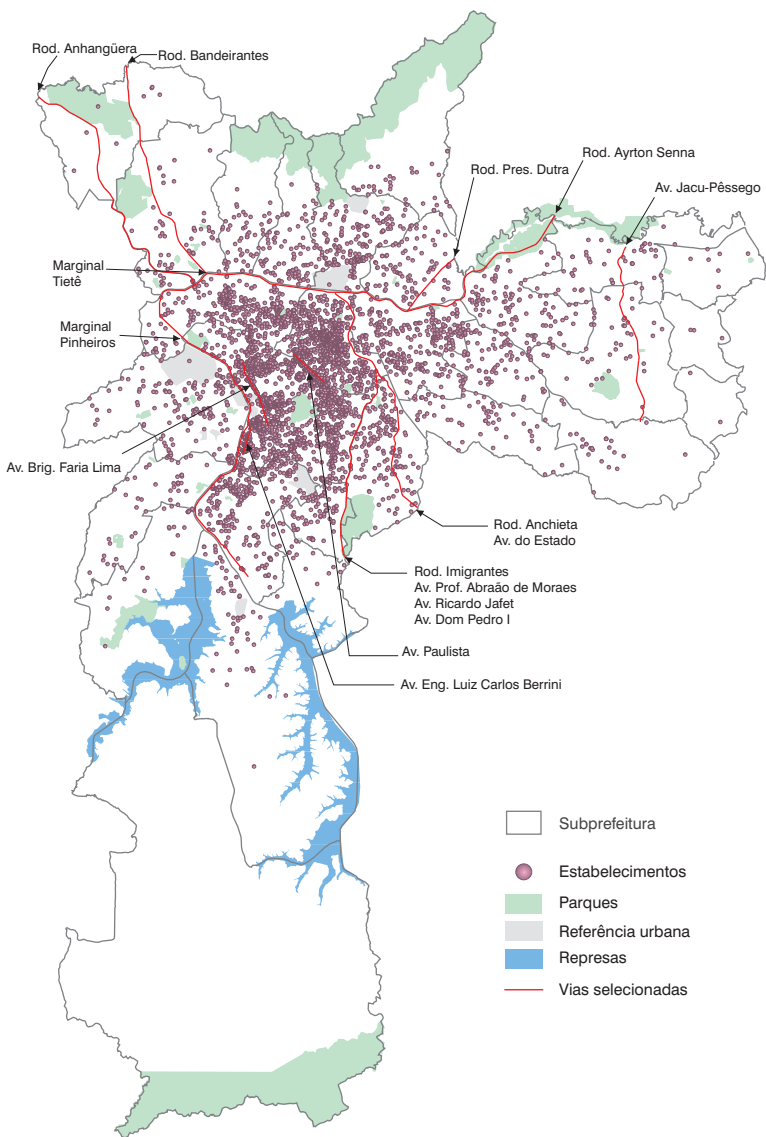 Rod. Anhangüera
Rod. Bandeirantes
Rod. Ayrton Senna
Rod. Pres. Dutra
Av. Jacu-Pêssego
Marginal
Tietê
Marginal
Pinheiros
Av. Brig. Faria Lima
Rod. Anchieta
Av. do Estado
Rod. Imigrantes
Av. Prof. Abraão de Moraes
Av. Ricardo Jafet
Av. Dom Pedro I
Av. Paulista
Av. Eng. Luiz Carlos Berrini
Subprefeitura
Estabelecimentos
Parques
Referência urbana
Represas
Vias selecionadas